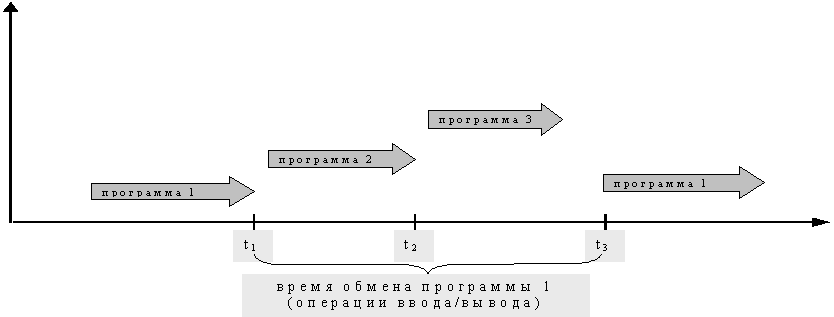 программа 3
программа 2
программа 1
программа 1
t1 t2 t3
время обмена программы 1
(операции ввода/вывода)